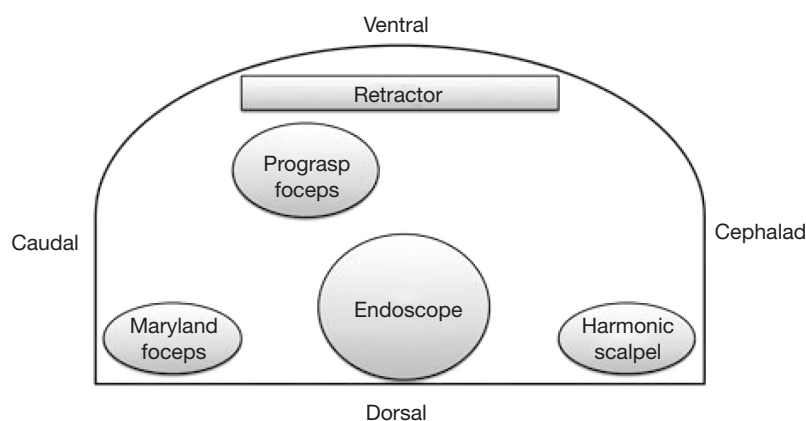 Ventral
Retractor
Prograsp
foceps
Caudal
Cephalad
Endoscope
Maryland
foceps
Harmonic
scalpel
Dorsal